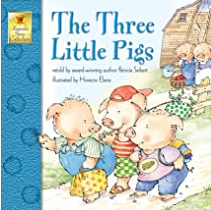 The Three
Little Pigs
retold by award-winning author Patricia Seibert
illustrated by Horacio Elena